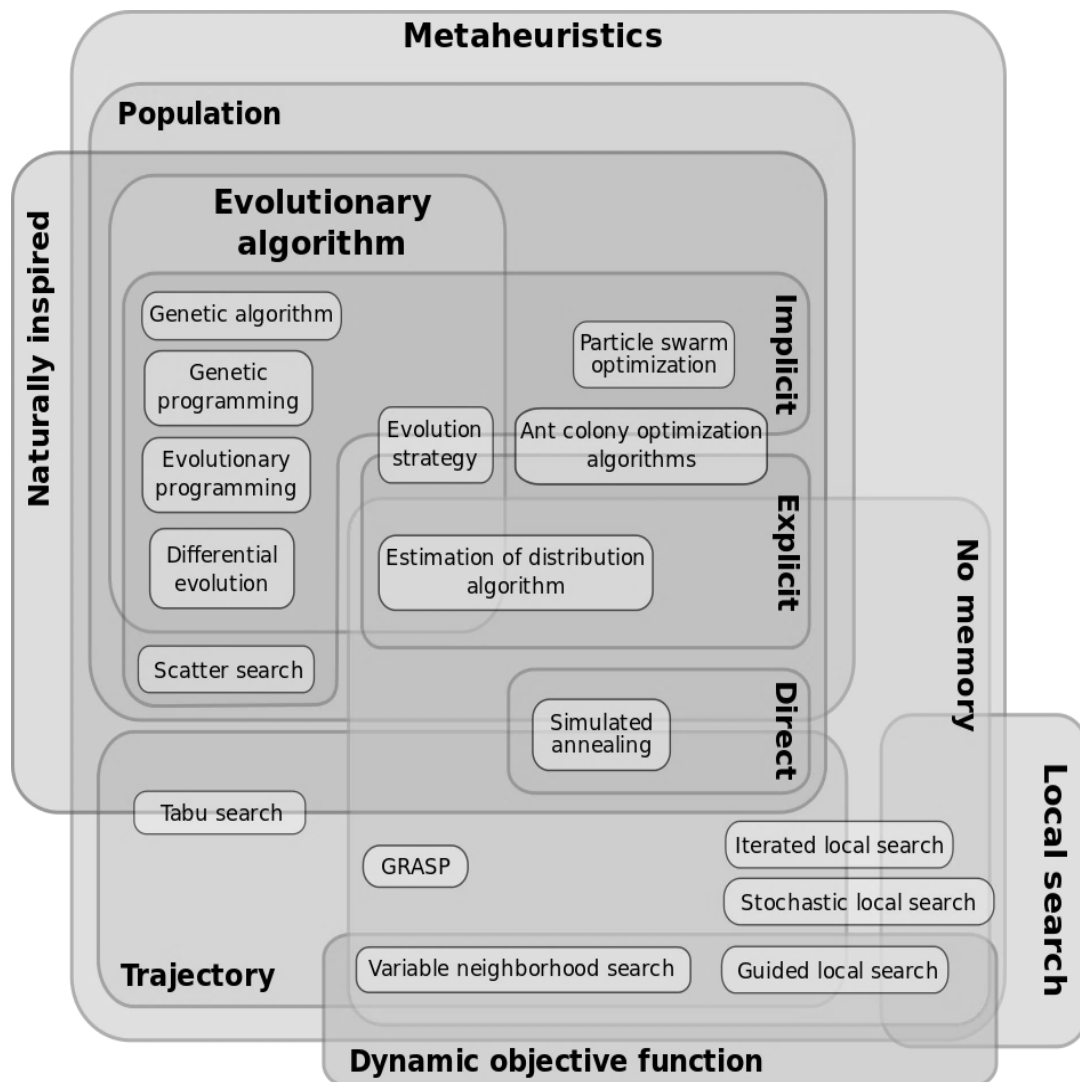 Metaheuristics
Population
Naturally inspired
Evolutionary
algorithm
Genetic algorithm
Genetic
programming
Evolutionary
programming
Differential
evolution
Scatter search
Evolution
strategy
Particle swarm
optimization
Ant colony optimization
algorithms
Estimation of distribution
algorithm
Simulated
annealing
Implicit
Explicit
Direct
No memory
Local search
Tabu search
GRASP
Iterated local search
Stochastic local search
Variable neighborhood search
Guided local search
Trajectory
Dynamic objective function